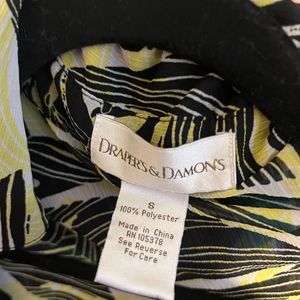 DRAPER'S & DAMON'S
S
100% Polyester
Made in China
RN 105378
See Reverse
For Care